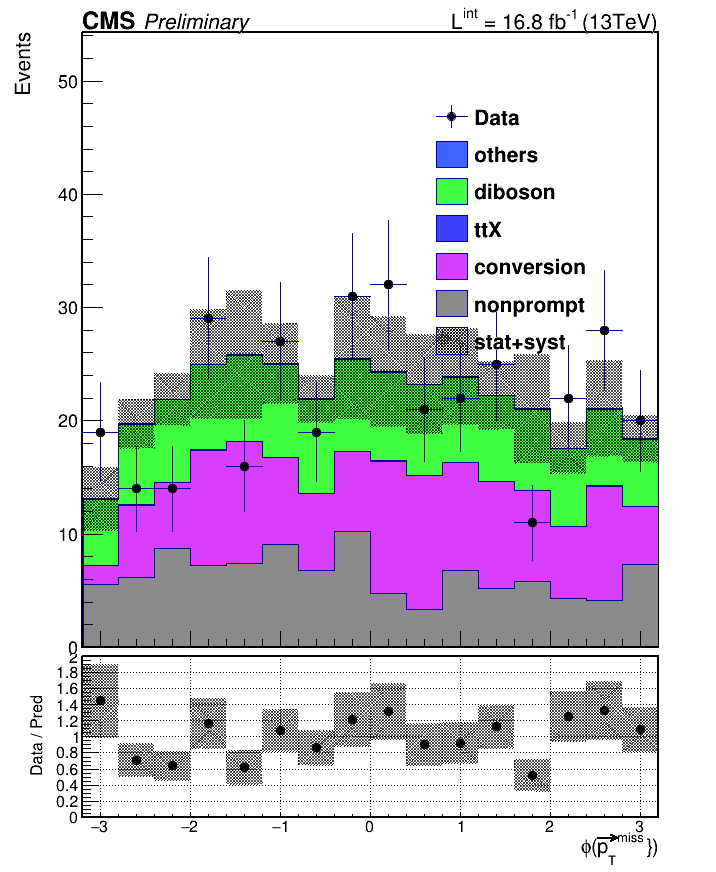 CMS Preliminary L^int = 16.8 fb^-1 (13TeV)
Events
50
40
30
20
10
0
Data
others
diboson
ttX
conversion
nonprompt
stat+syst
Data / Pred
2
1.8
1.6
1.4
1.2
1
0.8
0.6
0.4
0.2
0
−3 −2 −1 0 1 2 3
ϕ(p_T^miss })